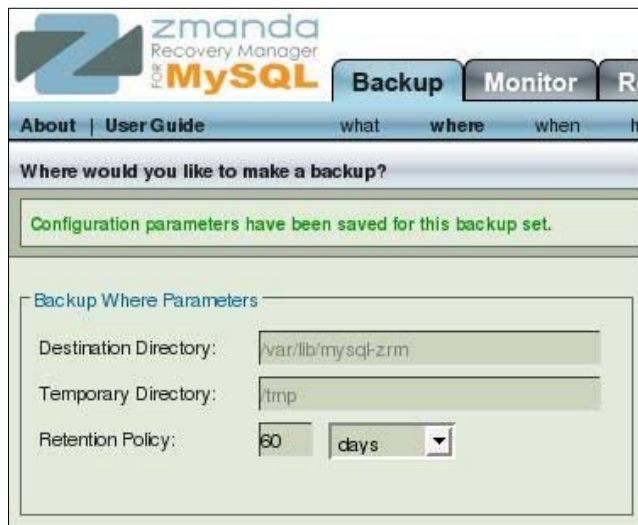 zmanda
Recovery Manager
FOR MySQL
Backup Monitor R
About | User Guide what where when h
Where would you like to make a backup?
Configuration parameters have been saved for this backup set.
Backup Where Parameters
Destination Directory: /var/lib/mysql-zrm
Temporary Directory: /tmp
Retention Policy: 60 days